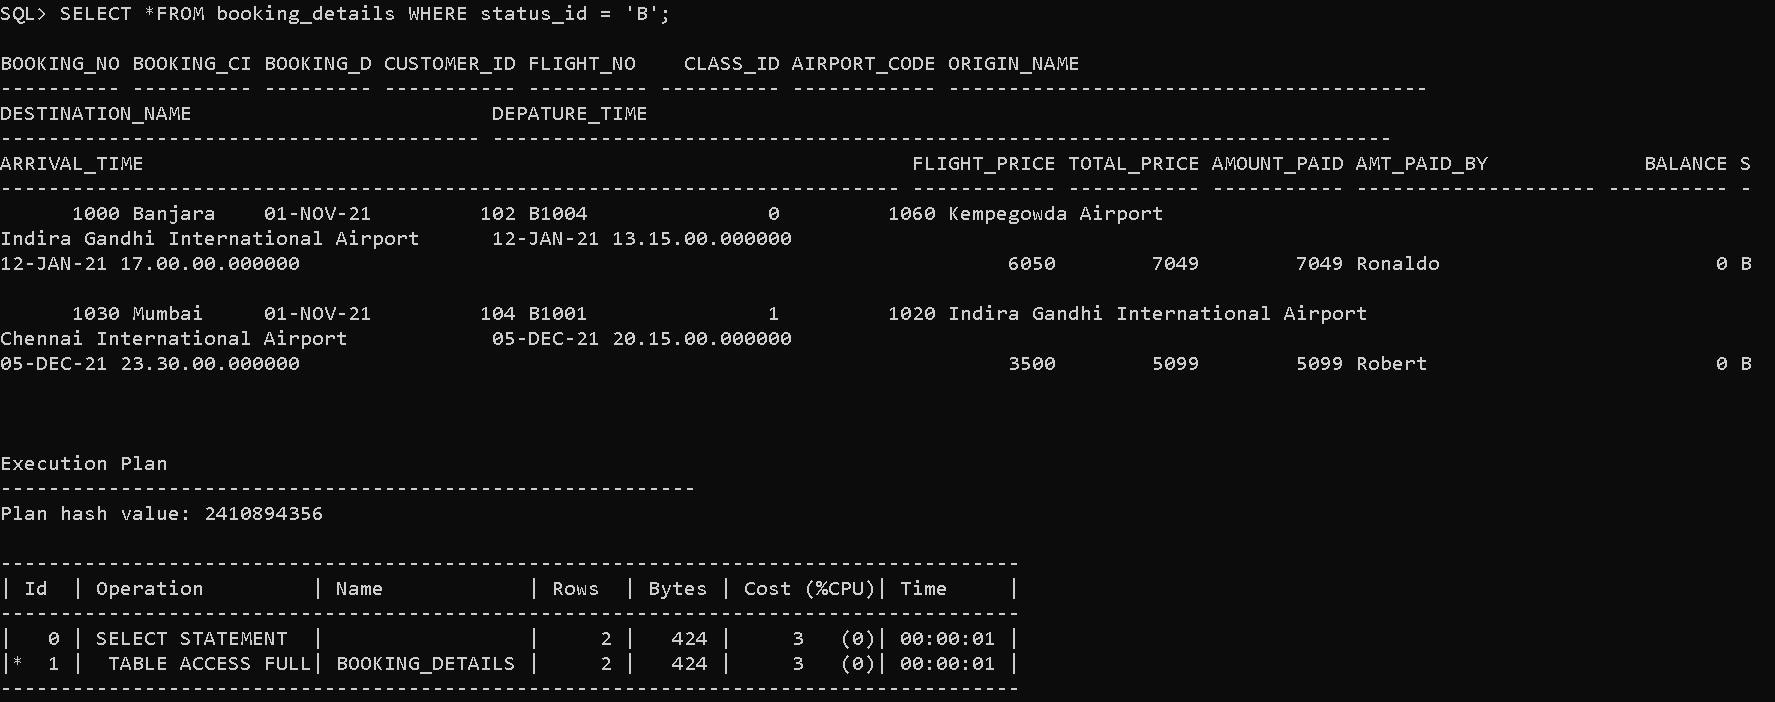 SQL> SELECT *FROM booking_details WHERE status_id = 'B';
BOOKING_NO BOOKING_CI BOOKING_D CUSTOMER_ID FLIGHT_NO    CLASS_ID AIRPORT_CODE ORIGIN_NAME
---------- ---------- --------- ----------- ---------- ---------- ------------ ----------------------------------------
DESTINATION_NAME                         DEPATURE_TIME
---------------------------------------- ---------------------------------------------------------------------------
ARRIVAL_TIME                                                                FLIGHT_PRICE TOTAL_PRICE AMOUNT_PAID AMT_PAID_BY             BALANCE S
--------------------------------------------------------------------------- ------------ ----------- ----------- -------------------- ---------- -
      1000 Banjara    01-NOV-21         102 B1004               0         1060 Kempegowda Airport
Indira Gandhi International Airport      12-JAN-21 13.15.00.000000
12-JAN-21 17.00.00.000000                                                           6050        7049        7049 Ronaldo                       0 B
      1030 Mumbai     01-NOV-21         104 B1001               1         1020 Indira Gandhi International Airport
Chennai International Airport            05-DEC-21 20.15.00.000000
05-DEC-21 23.30.00.000000                                                           3500        5099        5099 Robert                        0 B
Execution Plan
----------------------------------------------------------
Plan hash value: 2410894356
-------------------------------------------------------------------------------------
| Id  | Operation         | Name            | Rows  | Bytes | Cost (%CPU)| Time     |
-------------------------------------------------------------------------------------
|   0 | SELECT STATEMENT  |                 |     2 |   424 |     3   (0)| 00:00:01 |
|*  1 |  TABLE ACCESS FULL| BOOKING_DETAILS |     2 |   424 |     3   (0)| 00:00:01 |
-------------------------------------------------------------------------------------